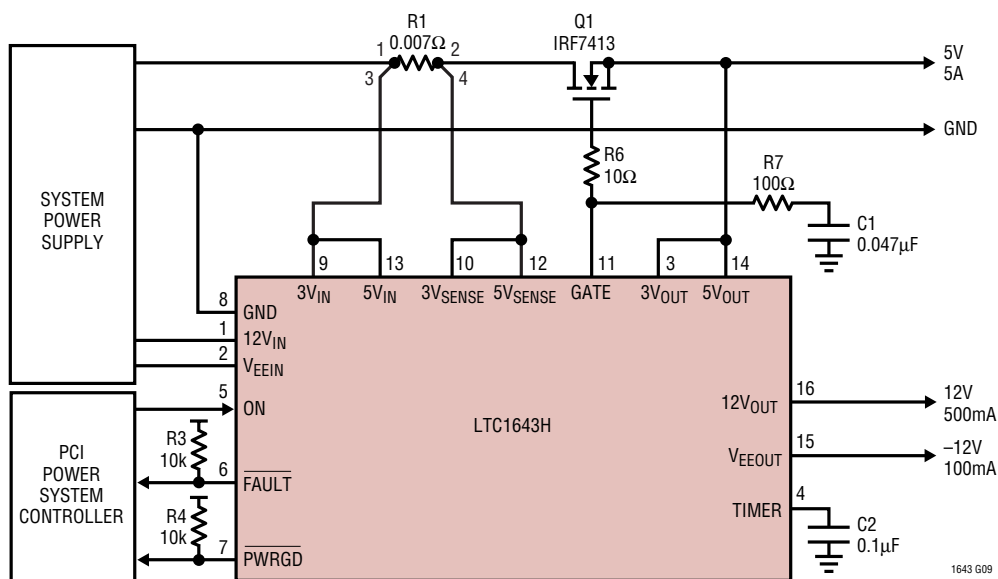 R1
0.007Ω
1
2
3
4
Q1
IRF7413
5V
5A
GND
R6
10Ω
R7
100Ω
C1
0.047µF
SYSTEM
POWER
SUPPLY
9
13
10
12
11
3
14
3VIN
5VIN
3VSENSE
5VSENSE
GATE
3VOUT
5VOUT
8
GND
1
12VIN
2
VEEIN
5
ON
R3
10k
6
FAULT
R4
10k
7
PWRGD
PCI
POWER
SYSTEM
CONTROLLER
LTC1643H
12VOUT
16
12V
500mA
VEEOUT
15
–12V
100mA
TIMER
4
C2
0.1µF
1643 G09